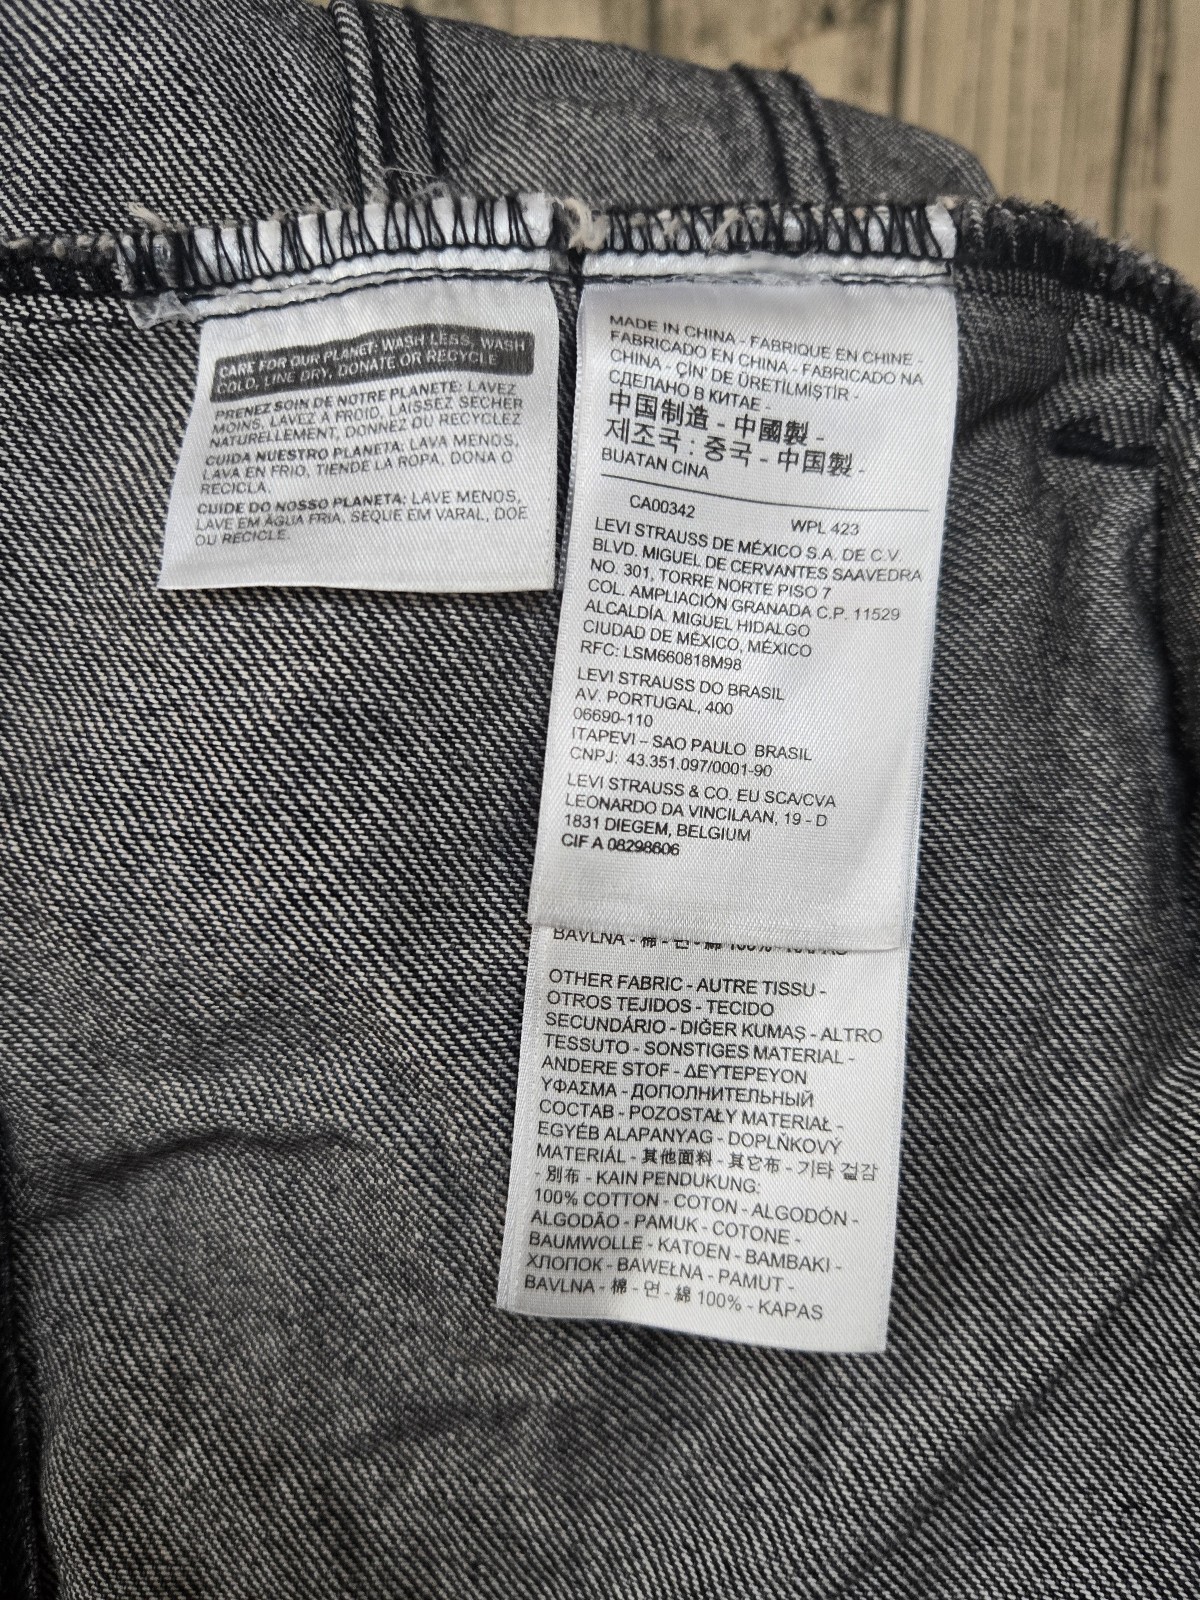 CARE FOR OUR PLANET: WASH LESS, WASH
COLD, LINE DRY, DONATE OR RECYCLE
PRENEZ SOIN DE NOTRE PLANETE: LAVEZ
MOINS, LAVEZ A FROID, LAISSEZ SECHER
NATURELLEMENT, DONNEZ OU RECYCLEZ
CUIDA NUESTRO PLANETA: LAVA MENOS,
LAVA EN FRIO, TIENDE LA ROPA, DONA O
RECICLA.
CUIDE DO NOSSO PLANETA: LAVE MENOS,
LAVE EM ÁGUA FRIA, SEQUE EM VARAL, DOE
OU RECICLE.
MADE IN CHINA - FABRIQUE EN CHINE -
FABRICADO EN CHINA - FABRICADO NA
CHINA - ÇİN' DE ÜRETİLMİŞTİR -
СДЕЛАНО В КИТАЕ -
中国制造 - 中國製 -
제조국 : 중국 - 中国製 -
BUATAN CINA
CA00342 WPL 423
LEVI STRAUSS DE MÉXICO S.A. DE C.V.
BLVD. MIGUEL DE CERVANTES SAAVEDRA
NO. 301, TORRE NORTE PISO 7
COL. AMPLIACIÓN GRANADA C.P. 11529
ALCALDÍA. MIGUEL HIDALGO
CIUDAD DE MÉXICO, MÉXICO
RFC: LSM660818M98
LEVI STRAUSS DO BRASIL
AV. PORTUGAL, 400
06690-110
ITAPEVI – SAO PAULO BRASIL
CNPJ: 43.351.097/0001-90
LEVI STRAUSS & CO. EU SCA/CVA
LEONARDO DA VINCILAAN, 19 - D
1831 DIEGEM, BELGIUM
CIF A 08298606
BAVLNA - 棉 - 면 - 綿 100% -
OTHER FABRIC - AUTRE TISSU -
OTROS TEJIDOS - TECIDO
SECUNDÁRIO - DIĞER KUMAŞ - ALTRO
TESSUTO - SONSTIGES MATERIAL -
ANDERE STOF - ΔΕΥΤΕΡΕΥΟΝ
ΥΦΑΣΜΑ - ДОПОЛНИТЕЛЬНЫЙ
СОСТАВ - POZOSTAŁY MATERIAŁ -
EGYÉB ALAPANYAG - DOPLŇKOVÝ
MATERIÁL - 其他面料 - 其它布 - 기타 겉감
- 別布 - KAIN PENDUKUNG:
100% COTTON - COTON - ALGODÓN -
ALGODÃO - PAMUK - COTONE -
BAUMWOLLE - KATOEN - BAMBAKI -
ХЛОПОК - BAWEŁNA - PAMUT -
BAVLNA - 棉 - 면 - 綿 100% - KAPAS